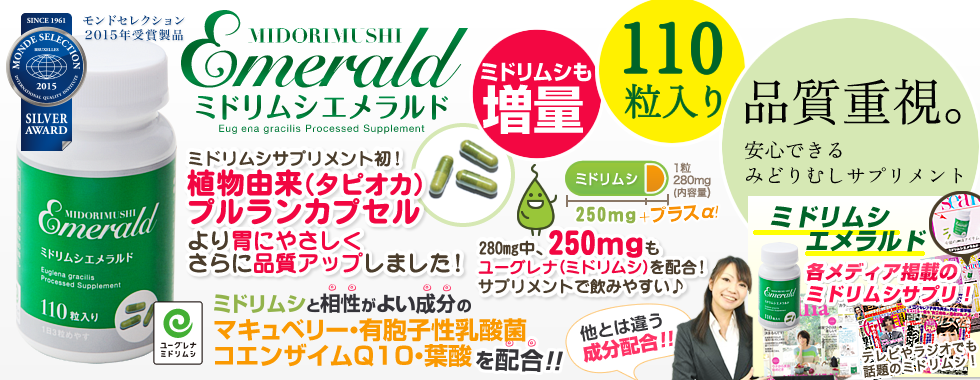 SINCE 1961
MONDE SELECTION
BRUXELLES
INTERNATIONAL QUALITY INSTITUTE
2015
SILVER
AWARD
モンドセレクション
2015年受賞製品
MIDORIMUSHI
Emerald
ミドリムシエメラルド
Eug ena gracilis Processed Supplement
ミドリムシも
増量
110
粒入り
品質重視。
安心できる
みどりむしサプリメント
ミドリムシサプリメント初！
植物由来（タピオカ）
プルランカプセル
より胃にやさしく
さらに品質アップしました！
ミドリムシ
1粒
280mg
(内容量)
250mg+プラスα!
280mg中、250mgも
ユーグレナ（ミドリムシ）を配合！
サプリメントで飲みやすい♪
ミドリムシと相性がよい成分の
マキュベリー・有胞子性乳酸菌
コエンザイムQ10・葉酸を配合!!
他とは違う
成分配合!!
MIDORIMUSHI
Emerald
ミドリムシエメラルド
Euglena gracilis
Processed Supplement
110粒入り
1日3粒め安です
ユーグレナ
ミドリムシ
ミドリムシ
エメラルド
各メディア掲載の
ミドリムシサプリ！
Emerald
テレビやラジオでも
話題のミドリムシ！